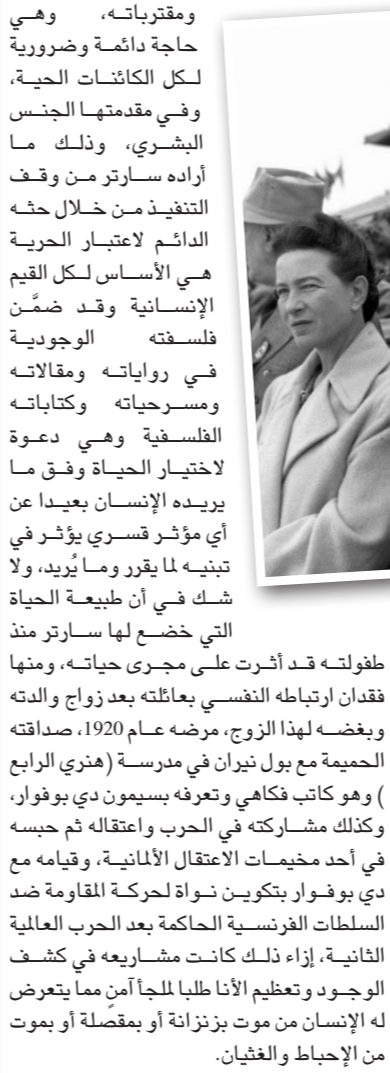 ومقترباته، وهي
حاجة دائمة وضرورية
لكل الكائنات الحية،
وفي مقدمتها الجنس
البشري، وذلك ما
أراده سارتر من وقف
التنفيذ من خلال حثه
الدائم لاعتبار الحرية
هي الأساس لكل القيم
الإنسانية وقد ضمَّن
فلسفته الوجودية
في رواياته ومقالاته
ومسرحياته وكتاباته
الفلسفية وهي دعوة
لاختيار الحياة وفق ما
يريده الإنسان بعيدا عن
أي مؤثر قسري يؤثر في
تبنيه لما يقرر وما يُريد، ولا
شك في أن طبيعة الحياة
التي خضع لها سارتر منذ
طفولته قد أثرت على مجرى حياته، ومنها
فقدان ارتباطه النفسي بعائلته بعد زواج والدته
وبغضه لهذا الزوج، مرضه عام 1920، صداقته
الحميمة مع بول نيران في مدرسة (هنري الرابع
) وهو كاتب فكاهي وتعرفه بسيمون دي بوفوار،
وكذلك مشاركته في الحرب واعتقاله ثم حبسه
في أحد مخيمات الاعتقال الألمانية، وقيامه مع
دي بوفوار بتكوين نواة لحركة المقاومة ضد
السلطات الفرنسية الحاكمة بعد الحرب العالمية
الثانية، إزاء ذلك كانت مشاريعه في كشف
الوجود وتعظيم الأنا طلبا لملجأ آمنٍ مما يتعرض
له الإنسان من موت بزنزانة أو بمقصلة أو بموت
من الإحباط والغثيان.